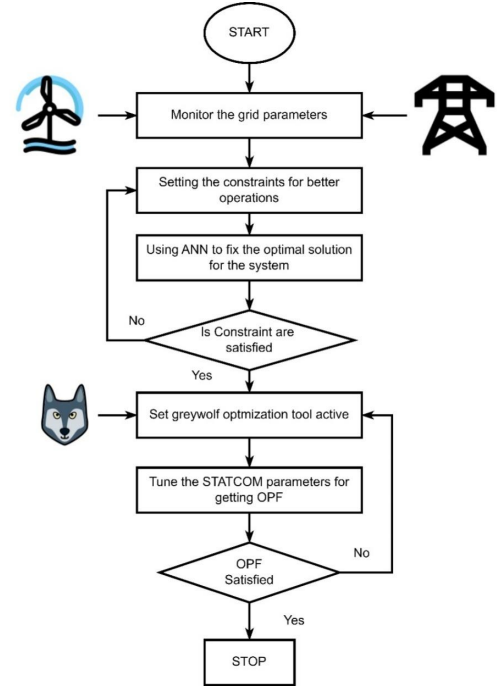 START
Monitor the grid parameters
Setting the constraints for better
operations
Using ANN to fix the optimal solution
for the system
No
Is Constraint are
satisfied
Yes
Set greywolf optmization tool active
Tune the STATCOM parameters for
getting OPF
No
OPF
Satisfied
Yes
STOP